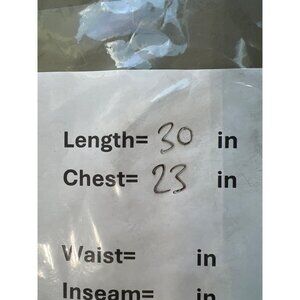 Length= 30 in
Chest= 23 in
Waist= in
Inseam= in